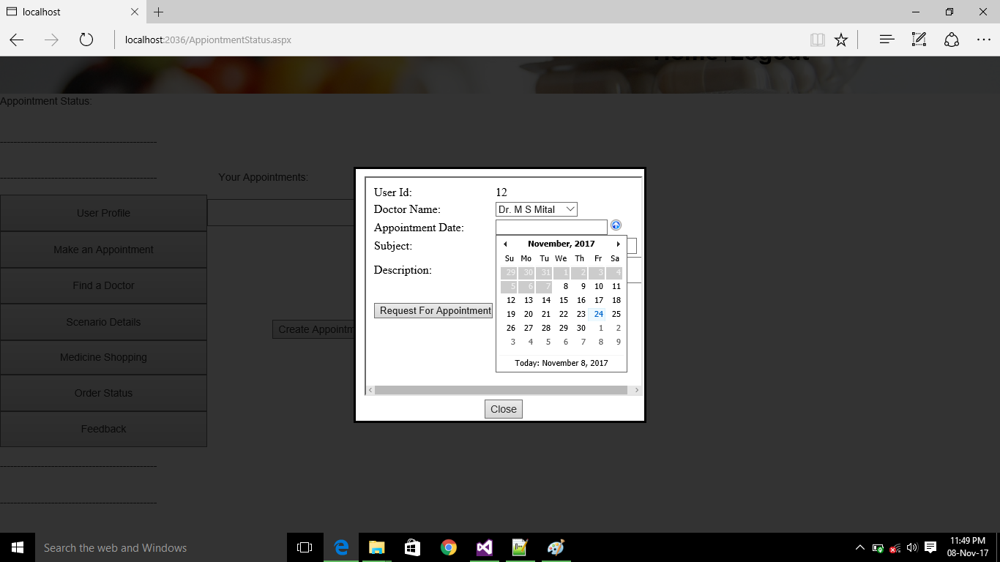 localhost
localhost:2036/AppiontmentStatus.aspx
Home | Logout
Appointment Status:
Your Appointments:
User Profile
Make an Appointment
Find a Doctor
Scenario Details
Medicine Shopping
Order Status
Feedback
Create Appointm
User Id: 12
Doctor Name: Dr. M S Mital
Appointment Date:
Subject:
Description:
Request For Appointment
November, 2017
Su Mo Tu We Th Fr Sa
29 30 31 1 2 3 4
5 6 7 8 9 10 11
12 13 14 15 16 17 18
19 20 21 22 23 24 25
26 27 28 29 30 1 2
3 4 5 6 7 8 9
Today: November 8, 2017
Close
Search the web and Windows
11:49 PM
08-Nov-17